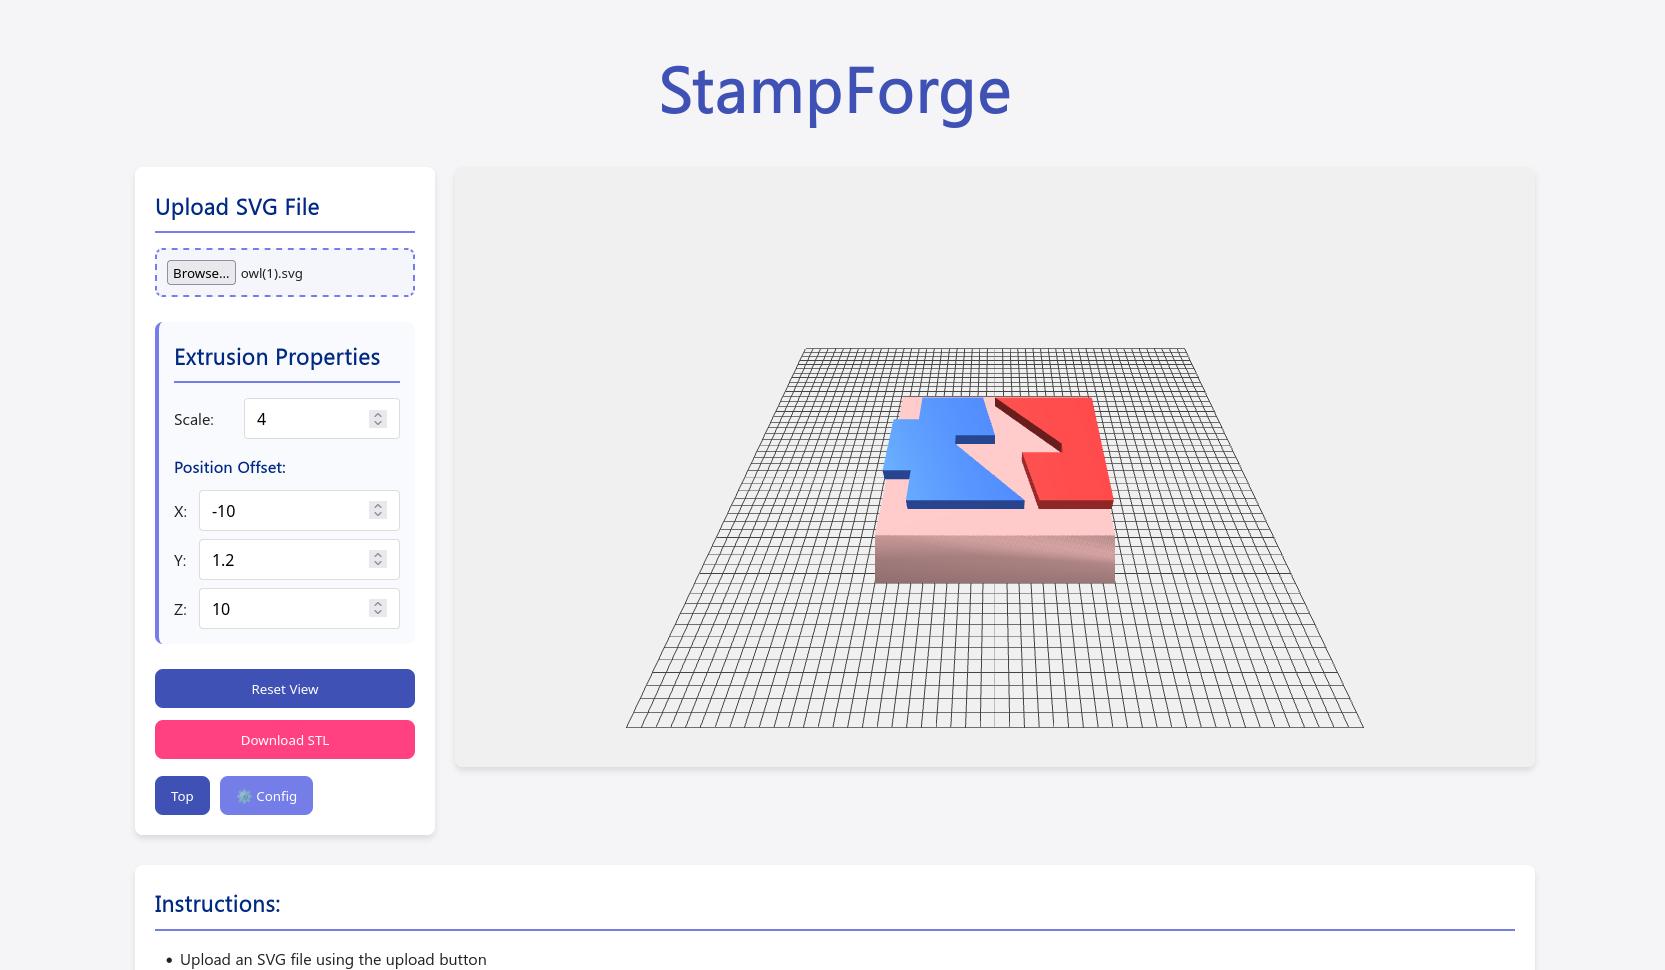 StampForge
Upload SVG File
Browse... owl(1).svg
Extrusion Properties
Scale: 4
Position Offset:
X: -10
Y: 1.2
Z: 10
Reset View
Download STL
Top ⚙️ Config
Instructions:
• Upload an SVG file using the upload button